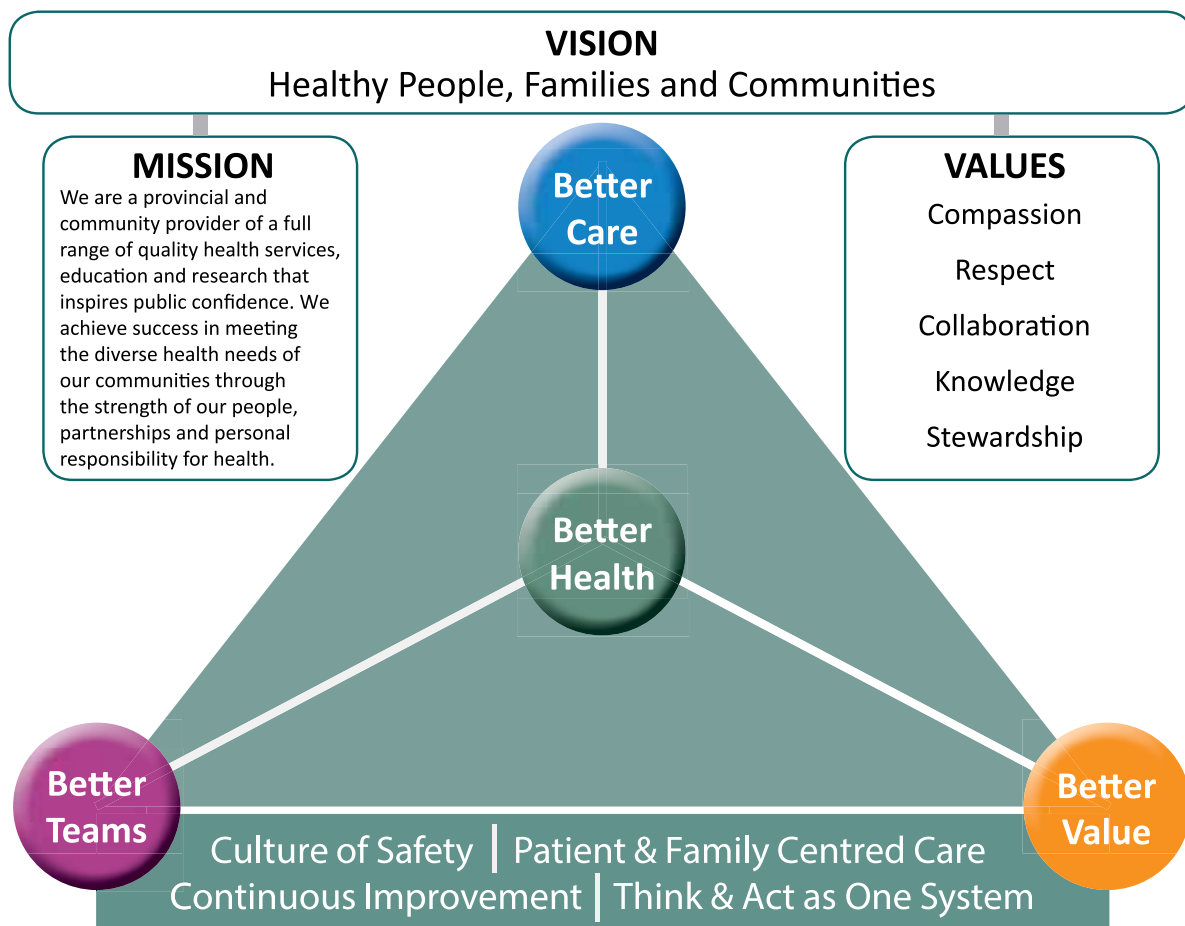 VISION
Healthy People, Families and Communities
MISSION
We are a provincial and
community provider of a full
range of quality health services,
education and research that
inspires public confidence. We
achieve success in meeting
the diverse health needs of
our communities through
the strength of our people,
partnerships and personal
responsibility for health.
VALUES
Compassion
Respect
Collaboration
Knowledge
Stewardship
Better
Care
Better
Health
Better
Teams
Better
Value
Culture of Safety | Patient & Family Centred Care
Continuous Improvement | Think & Act as One System